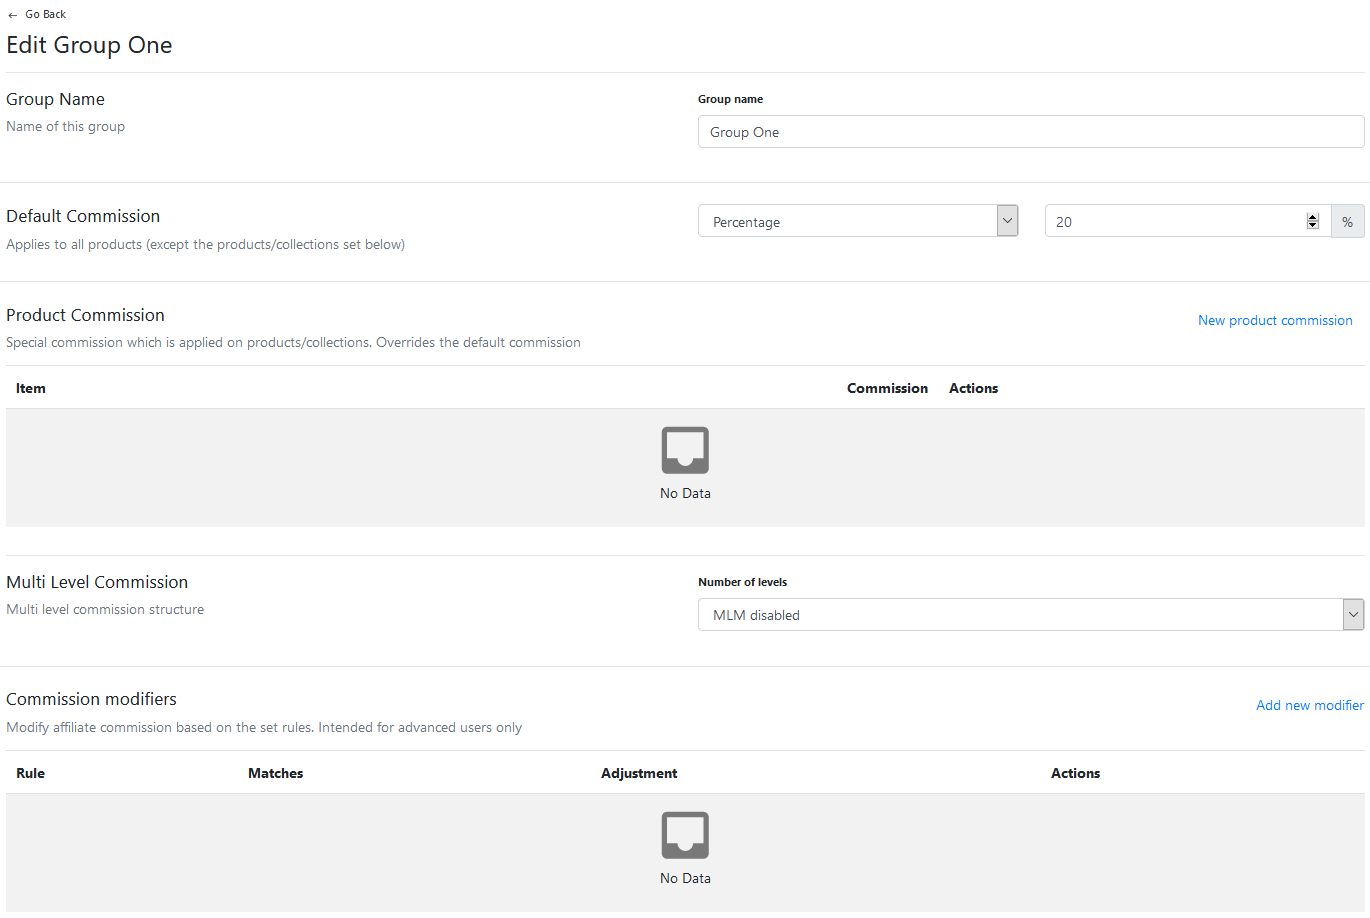 ← Go Back
Edit Group One
Group Name
Name of this group
Group name
Group One
Default Commission
Applies to all products (except the products/collections set below)
Percentage
20
%
Product Commission
Special commission which is applied on products/collections. Overrides the default commission
New product commission
Item Commission Actions
No Data
Multi Level Commission
Multi level commission structure
Number of levels
MLM disabled
Commission modifiers
Modify affiliate commission based on the set rules. Intended for advanced users only
Add new modifier
Rule Matches Adjustment Actions
No Data